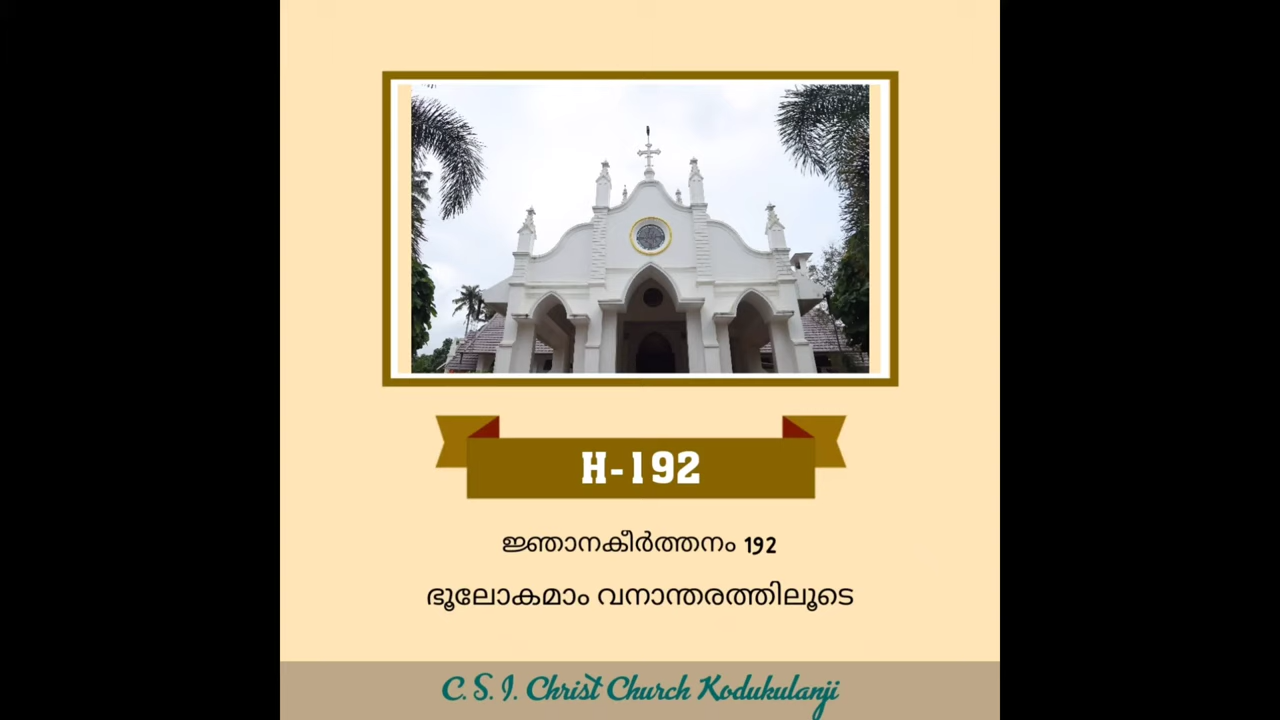 H-192
ജ്ഞാനകീർത്തനം 192
ഭൂലോകമാം വനാന്തരത്തിലൂടെ
C. S. I. Christ Church Kodukulanji